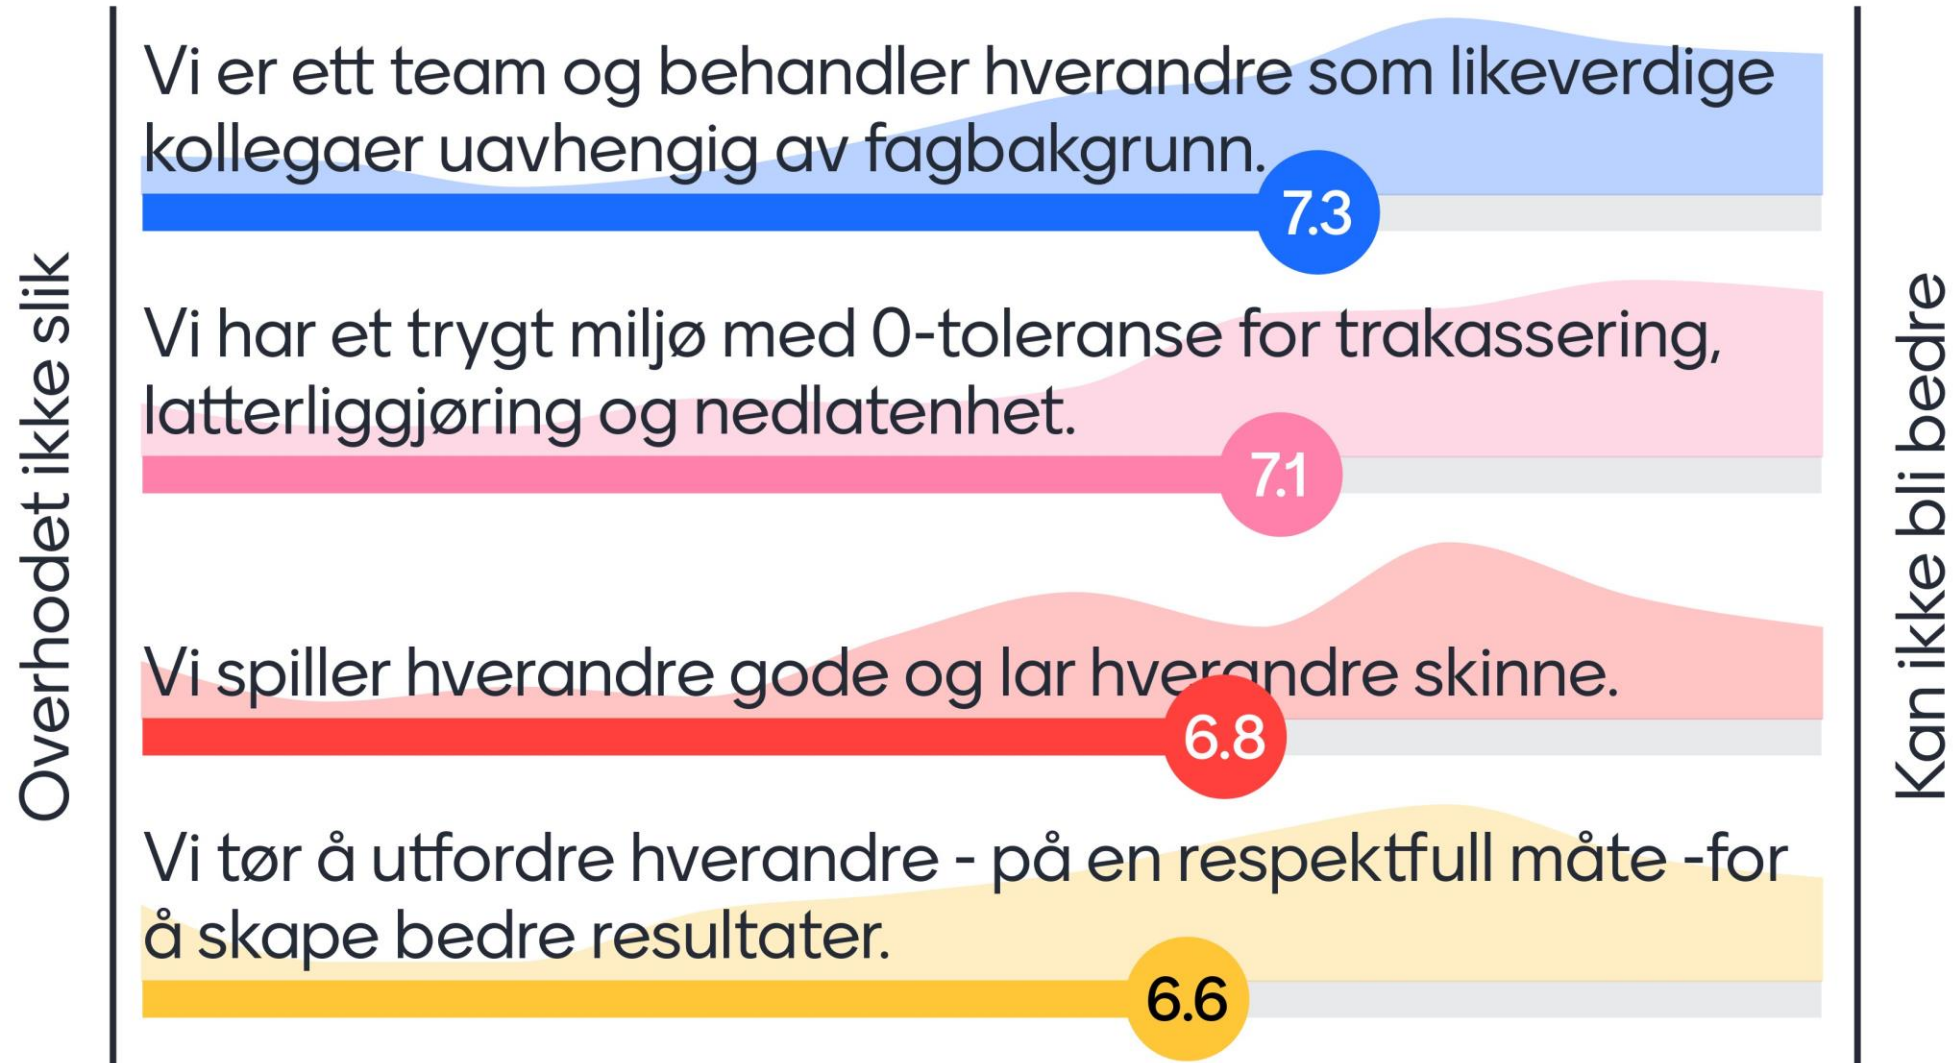 Overhodet ikke slik
Vi er ett team og behandler hverandre som likeverdige
kollegaer uavhengig av fagbakgrunn.
7.3
Vi har et trygt miljø med 0-toleranse for trakassering,
latterliggjøring og nedlatenhet.
7.1
Vi spiller hverandre gode og lar hverandre skinne.
6.8
Vi tør å utfordre hverandre - på en respektfull måte -for
å skape bedre resultater.
6.6
Kan ikke bli bedre